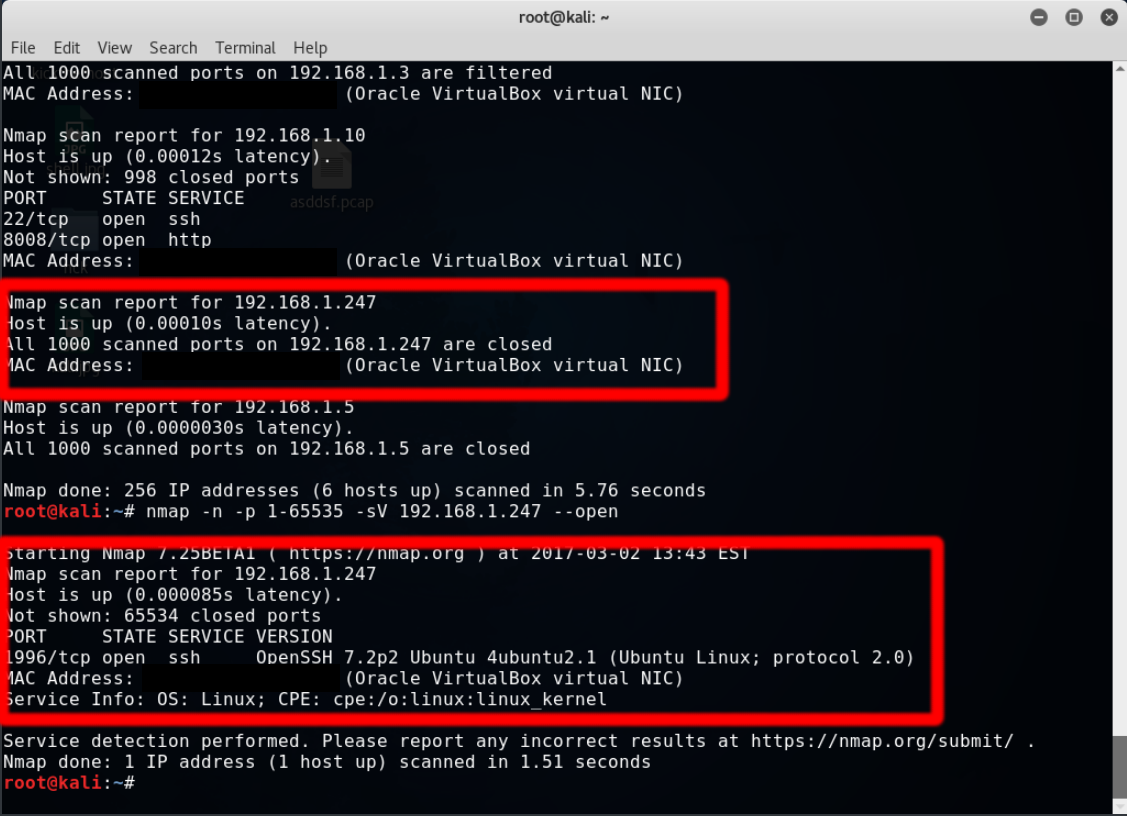 root@kali: ~
File Edit View Search Terminal Help
All 1000 scanned ports on 192.168.1.3 are filtered
MAC Address: (Oracle VirtualBox virtual NIC)
Nmap scan report for 192.168.1.10
Host is up (0.00012s latency).
Not shown: 998 closed ports
PORT STATE SERVICE
22/tcp open ssh
asddsf.pcap
8008/tcp open http
MAC Address: (Oracle VirtualBox virtual NIC)
Nmap scan report for 192.168.1.247
Host is up (0.00010s latency).
All 1000 scanned ports on 192.168.1.247 are closed
MAC Address: (Oracle VirtualBox virtual NIC)
Nmap scan report for 192.168.1.5
Host is up (0.0000030s latency).
All 1000 scanned ports on 192.168.1.5 are closed
Nmap done: 256 IP addresses (6 hosts up) scanned in 5.76 seconds
root@kali:~# nmap -n -p 1-65535 -sV 192.168.1.247 --open
Starting Nmap 7.25BETA1 ( https://nmap.org ) at 2017-03-02 13:43 EST
Nmap scan report for 192.168.1.247
Host is up (0.000085s latency).
Not shown: 65534 closed ports
PORT STATE SERVICE VERSION
1996/tcp open ssh OpenSSH 7.2p2 Ubuntu 4ubuntu2.1 (Ubuntu Linux; protocol 2.0)
MAC Address: (Oracle VirtualBox virtual NIC)
Service Info: OS: Linux; CPE: cpe:/o:linux:linux_kernel
Service detection performed. Please report any incorrect results at https://nmap.org/submit/ .
Nmap done: 1 IP address (1 host up) scanned in 1.51 seconds
root@kali:~#